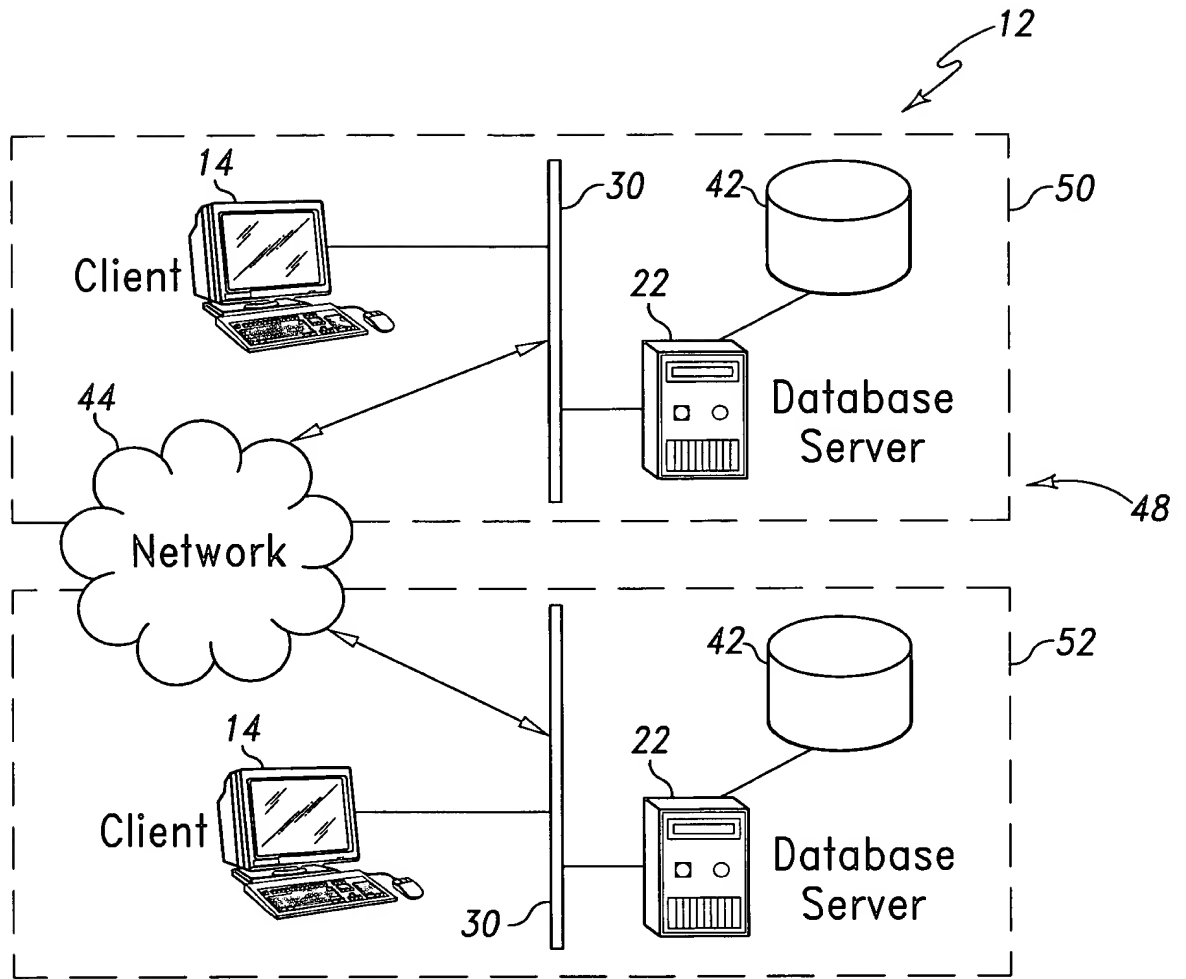 12
14
30
42
50
Client
22
44
Database
Server
48
Network
42
52
14
22
Client
Database
Server
30